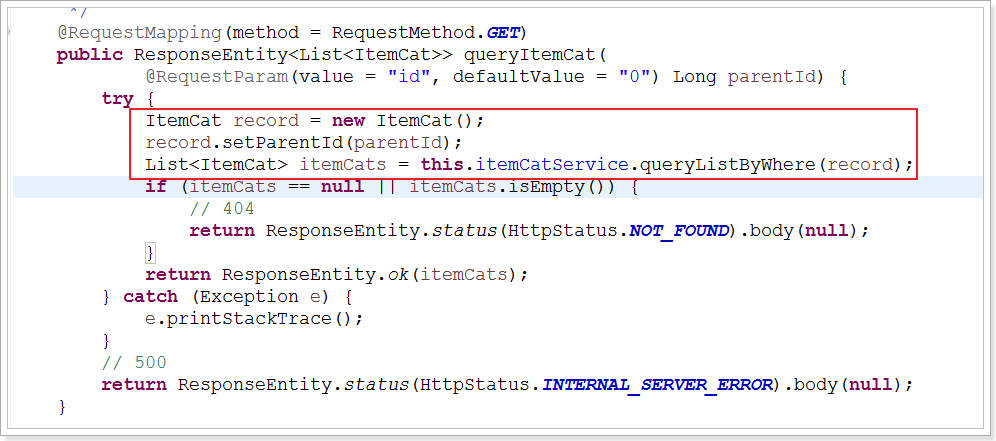 */
@RequestMapping(method = RequestMethod.GET)
public ResponseEntity<List<ItemCat>> queryItemCat(
@RequestParam(value = "id", defaultValue = "0") Long parentId) {
try {
ItemCat record = new ItemCat();
record.setParentId(parentId);
List<ItemCat> itemCats = this.itemCatService.queryListByWhere(record);
if (itemCats == null || itemCats.isEmpty()) {
// 404
return ResponseEntity.status(HttpStatus.NOT_FOUND).body(null);
}
return ResponseEntity.ok(itemCats);
} catch (Exception e) {
e.printStackTrace();
}
// 500
return ResponseEntity.status(HttpStatus.INTERNAL_SERVER_ERROR).body(null);
}